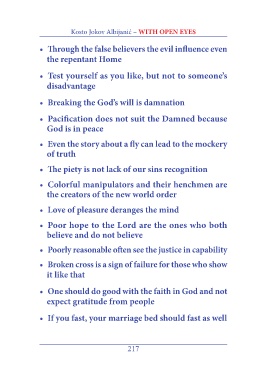 Kosto Jokov Albijanić – WITH OPEN EYES
• Through the false believers the evil influence even
the repentant Home
• Test yourself as you like, but not to someone's
disadvantage
• Breaking the God's will is damnation
• Pacification does not suit the Damned because
God is in peace
• Even the story about a fly can lead to the mockery
of truth
• The piety is not lack of our sins recognition
• Colorful manipulators and their henchmen are
the creators of the new world order
• Love of pleasure deranges the mind
• Poor hope to the Lord are the ones who both
believe and do not believe
• Poorly reasonable often see the justice in capability
• Broken cross is a sign of failure for those who show
it like that
• One should do good with the faith in God and not
expect gratitude from people
• If you fast, your marriage bed should fast as well
217